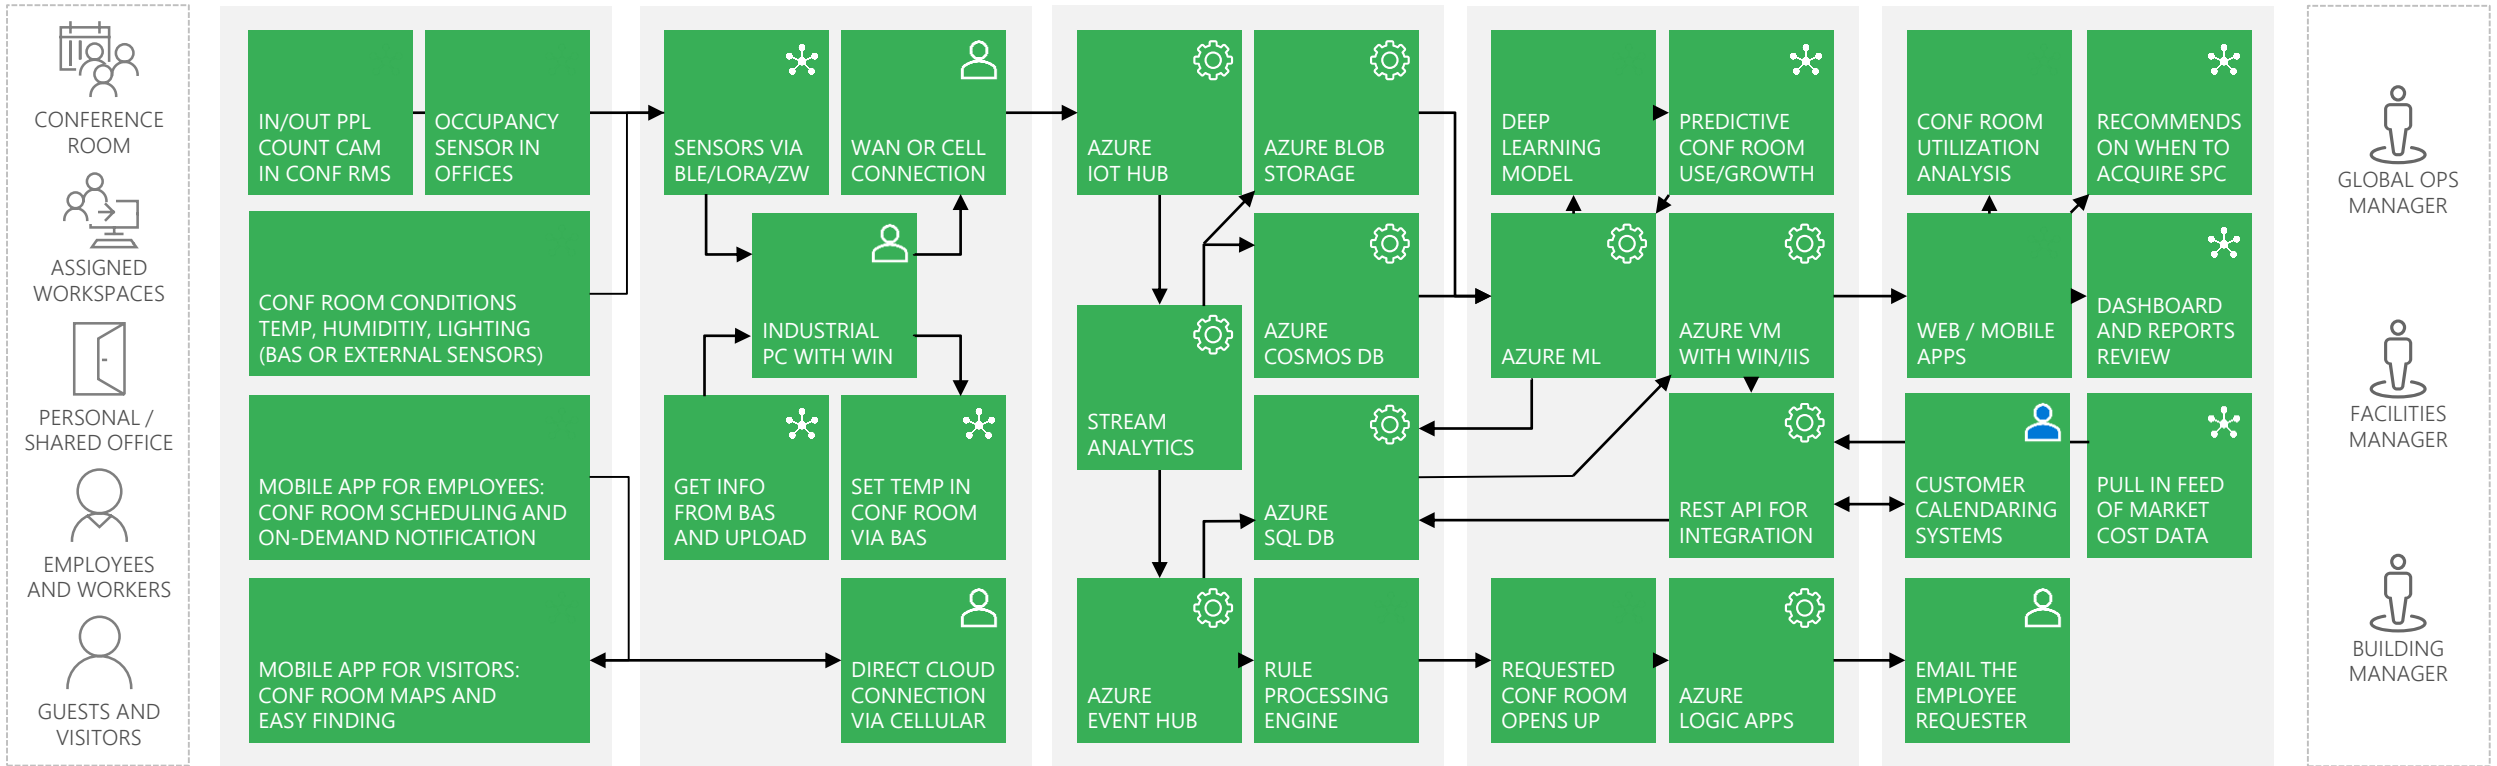 CONFERENCE
ROOM
ASSIGNED
WORKSPACES
PERSONAL /
SHARED OFFICE
EMPLOYEES
AND WORKERS
GUESTS AND
VISITORS
IN/OUT PPL
COUNT CAM
IN CONF RMS
OCCUPANCY
SENSOR IN
OFFICES
CONF ROOM CONDITIONS
TEMP, HUMIDITIY, LIGHTING
(BAS OR EXTERNAL SENSORS)
MOBILE APP FOR EMPLOYEES:
CONF ROOM SCHEDULING AND
ON-DEMAND NOTIFICATION
MOBILE APP FOR VISITORS:
CONF ROOM MAPS AND
EASY FINDING
SENSORS VIA
BLE/LORA/ZW
WAN OR CELL
CONNECTION
INDUSTRIAL
PC WITH WIN
GET INFO
FROM BAS
AND UPLOAD
SET TEMP IN
CONF ROOM
VIA BAS
DIRECT CLOUD
CONNECTION
VIA CELLULAR
AZURE
IOT HUB
AZURE BLOB
STORAGE
AZURE
COSMOS DB
STREAM
ANALYTICS
AZURE
SQL DB
AZURE
EVENT HUB
RULE
PROCESSING
ENGINE
DEEP
LEARNING
MODEL
PREDICTIVE
CONF ROOM
USE/GROWTH
AZURE ML
AZURE VM
WITH WIN/IIS
REST API FOR
INTEGRATION
REQUESTED
CONF ROOM
OPENS UP
AZURE
LOGIC APPS
CONF ROOM
UTILIZATION
ANALYSIS
RECOMMENDS
ON WHEN TO
ACQUIRE SPC
WEB / MOBILE
APPS
DASHBOARD
AND REPORTS
REVIEW
CUSTOMER
CALENDARING
SYSTEMS
PULL IN FEED
OF MARKET
COST DATA
EMAIL THE
EMPLOYEE
REQUESTER
GLOBAL OPS
MANAGER
FACILITIES
MANAGER
BUILDING
MANAGER